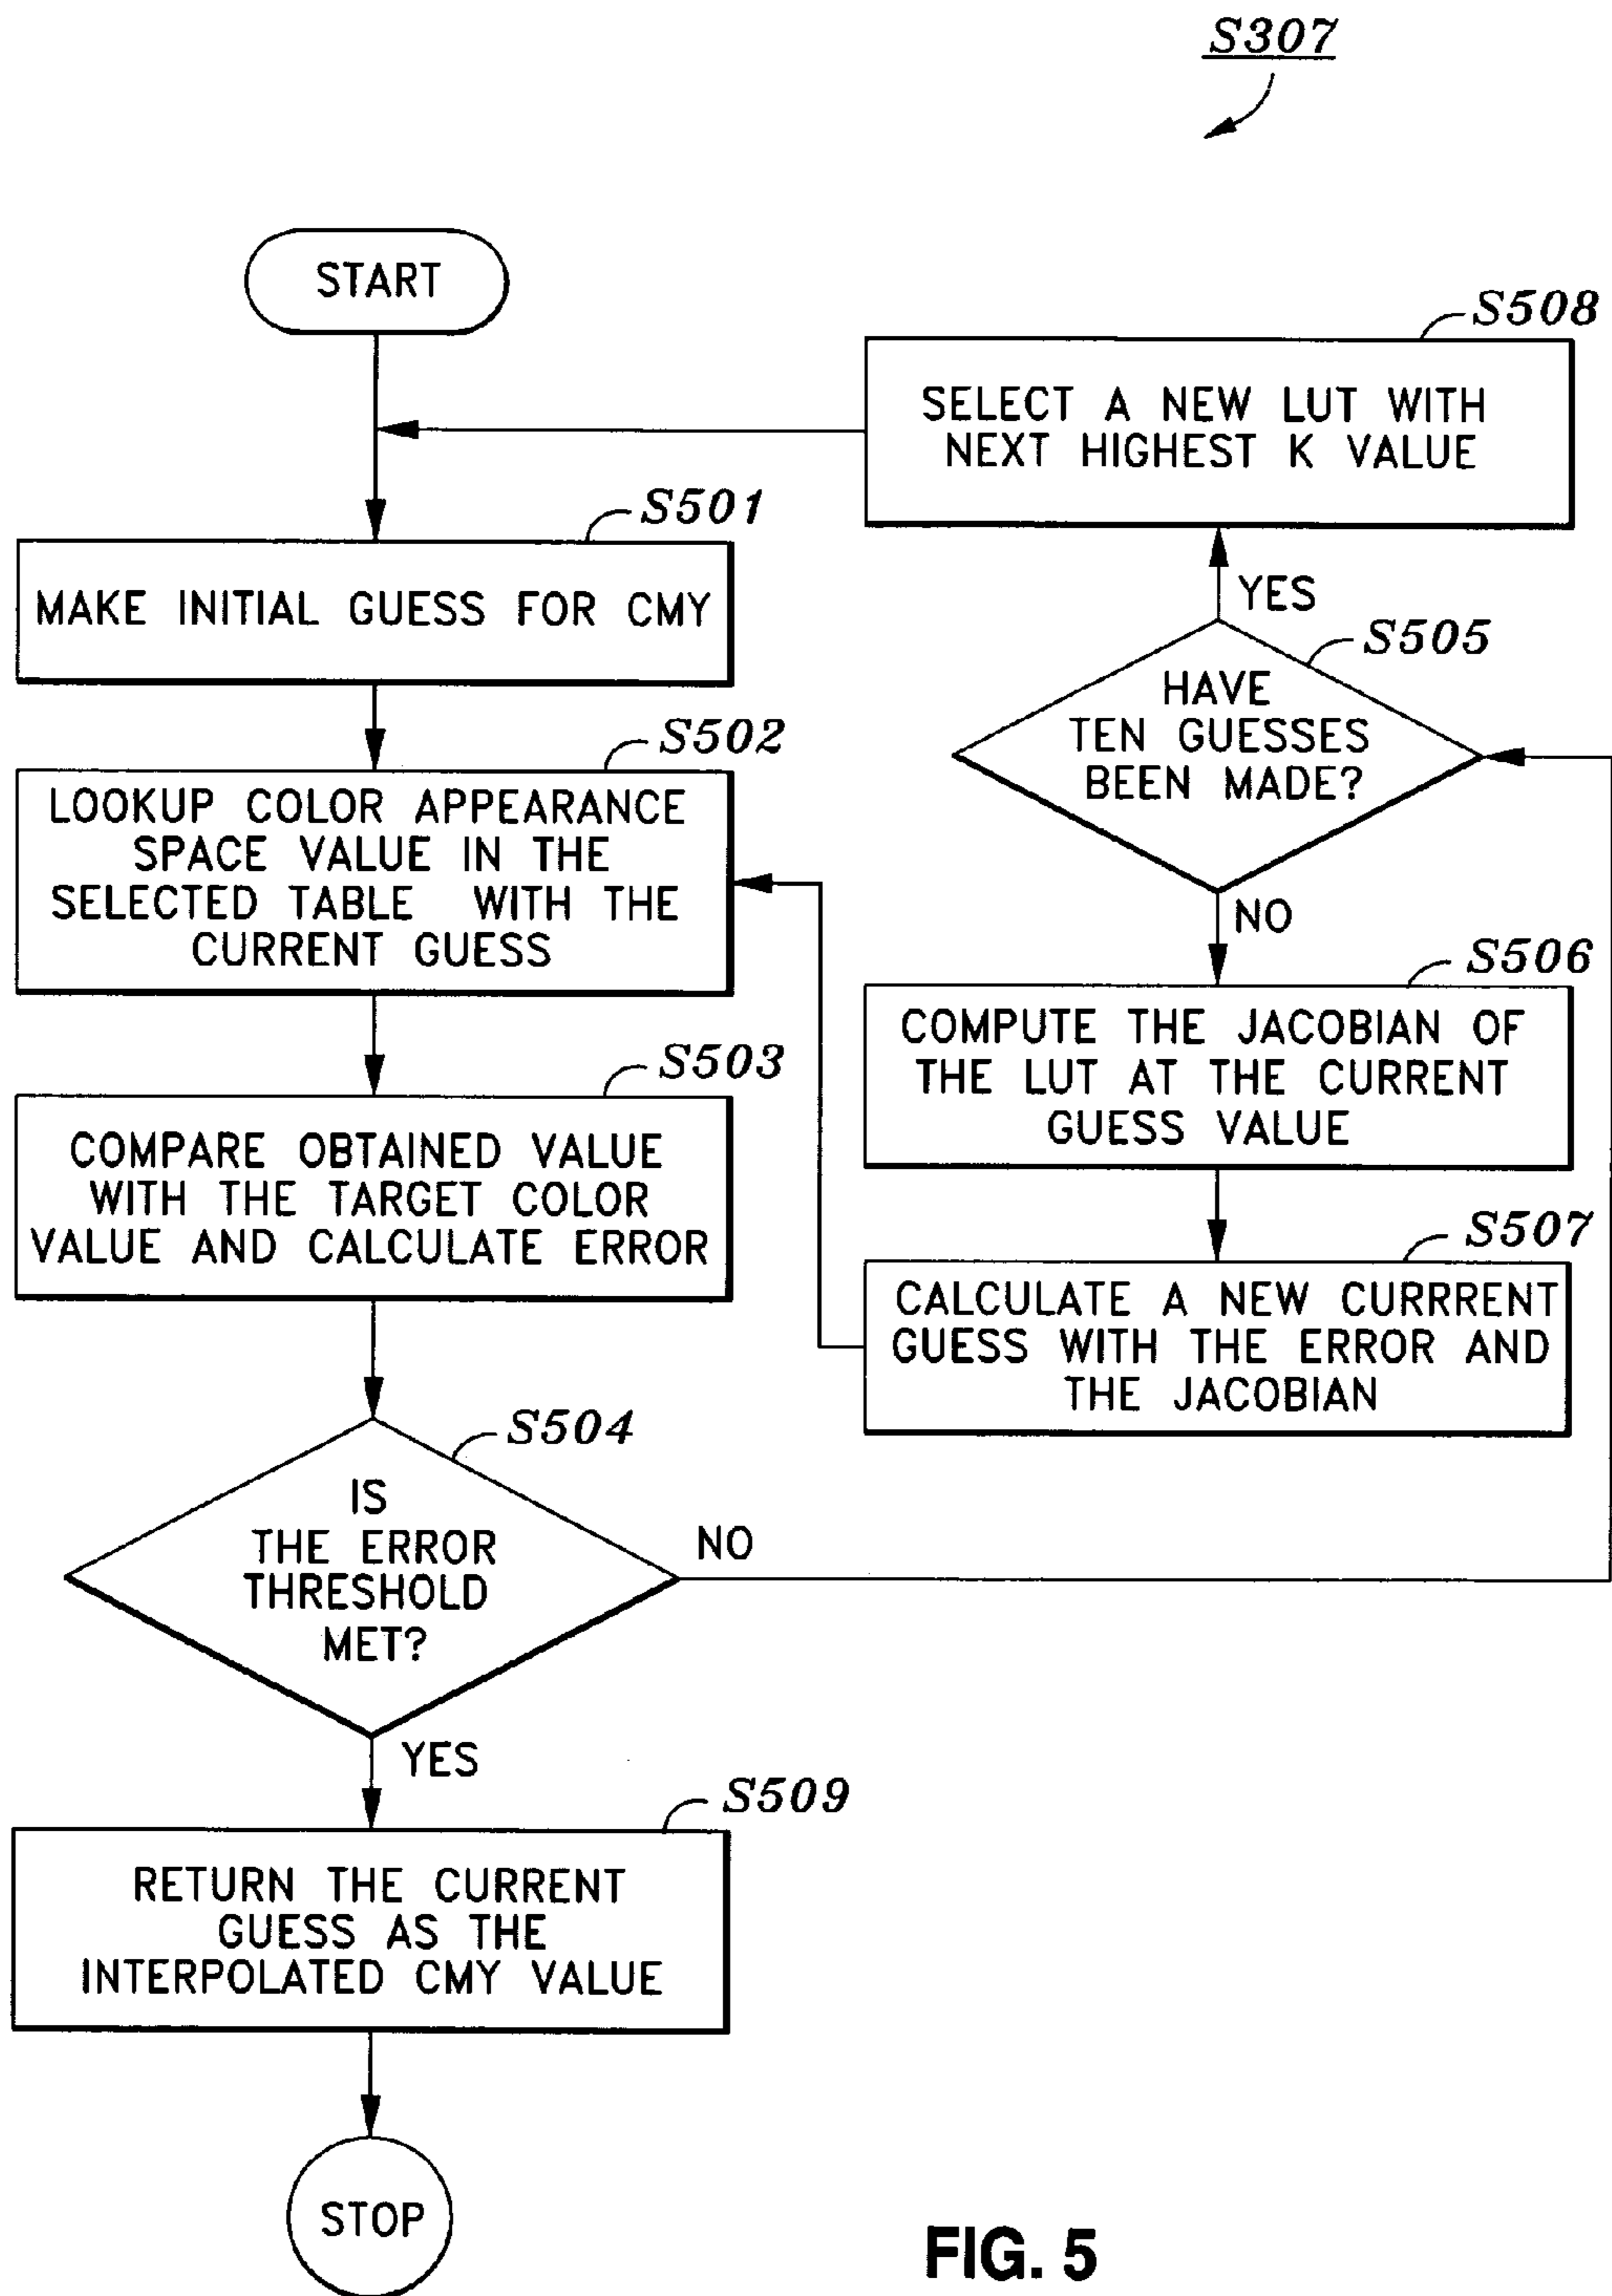 S307
START
S501
MAKE INITIAL GUESS FOR CMY
S502
LOOKUP COLOR APPEARANCE
SPACE VALUE IN THE
SELECTED TABLE WITH THE
CURRENT GUESS
S503
COMPARE OBTAINED VALUE
WITH THE TARGET COLOR
VALUE AND CALCULATE ERROR
S504
IS
THE ERROR
THRESHOLD
MET?
NO
YES
S509
RETURN THE CURRENT
GUESS AS THE
INTERPOLATED CMY VALUE
STOP
S508
SELECT A NEW LUT WITH
NEXT HIGHEST K VALUE
YES
S505
HAVE
TEN GUESSES
BEEN MADE?
NO
S506
COMPUTE THE JACOBIAN OF
THE LUT AT THE CURRENT
GUESS VALUE
S507
CALCULATE A NEW CURRRENT
GUESS WITH THE ERROR AND
THE JACOBIAN
FIG. 5